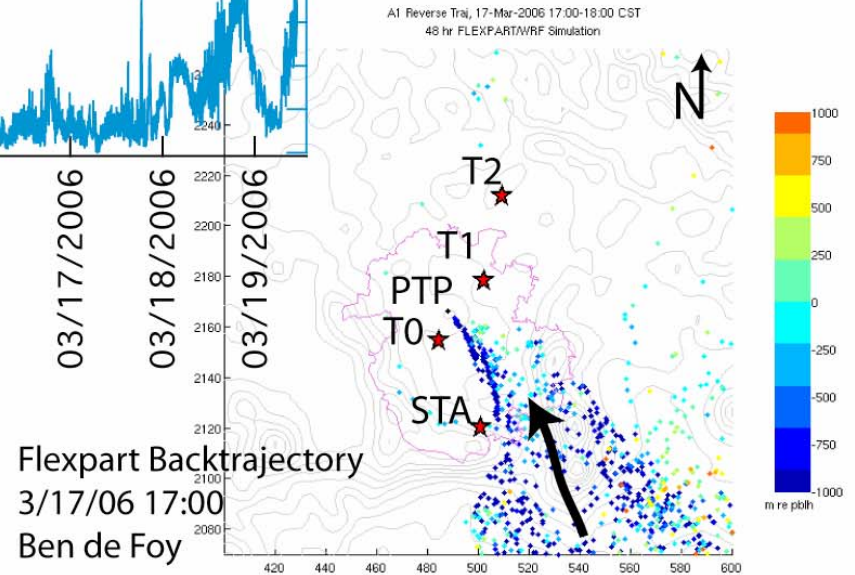 A1 Reverse Traj, 17-Mar-2006 17:00-18:00 CST
48 hr FLEXPART/WRF Simulation
N
T2
T1
PTP
T0
STA
03/17/2006
03/18/2006
03/19/2006
Flexpart Backtrajectory
3/17/06 17:00
Ben de Foy
2240
2220
2200
2180
2160
2140
2120
2100
2080
420 440 460 480 500 520 540 560 580 600
1000
750
500
250
0
-250
-500
-750
-1000
m re pblh